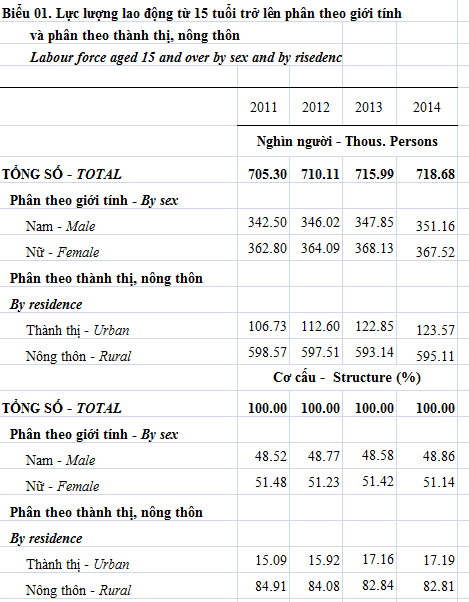 Biểu 01. Lực lượng lao động từ 15 tuổi trở lên phân theo giới tính
và phân theo thành thị, nông thôn
Labour force aged 15 and over by sex and by risedenc
2011 2012 2013 2014
Nghìn người - Thous. Persons
TỔNG SỐ - TOTAL 705.30 710.11 715.99 718.68
Phân theo giới tính - By sex
Nam - Male 342.50 346.02 347.85 351.16
Nữ - Female 362.80 364.09 368.13 367.52
Phân theo thành thị, nông thôn
By residence
Thành thị - Urban 106.73 112.60 122.85 123.57
Nông thôn - Rural 598.57 597.51 593.14 595.11
Cơ cấu - Structure (%)
TỔNG SỐ - TOTAL 100.00 100.00 100.00 100.00
Phân theo giới tính - By sex
Nam - Male 48.52 48.77 48.58 48.86
Nữ - Female 51.48 51.23 51.42 51.14
Phân theo thành thị, nông thôn
By residence
Thành thị - Urban 15.09 15.92 17.16 17.19
Nông thôn - Rural 84.91 84.08 82.84 82.81